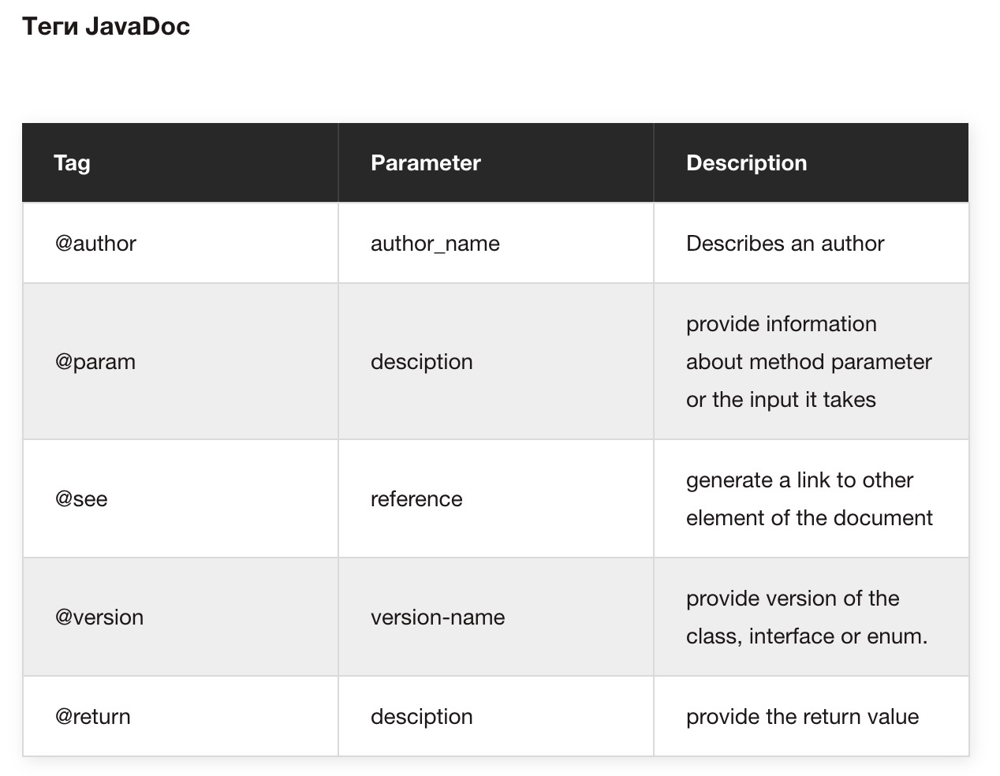 Теги JavaDoc
Tag Parameter Description
@author author_name Describes an author
@param desciption provide information
about method parameter
or the input it takes
@see reference generate a link to other
element of the document
@version version-name provide version of the
class, interface or enum.
@return desciption provide the return value